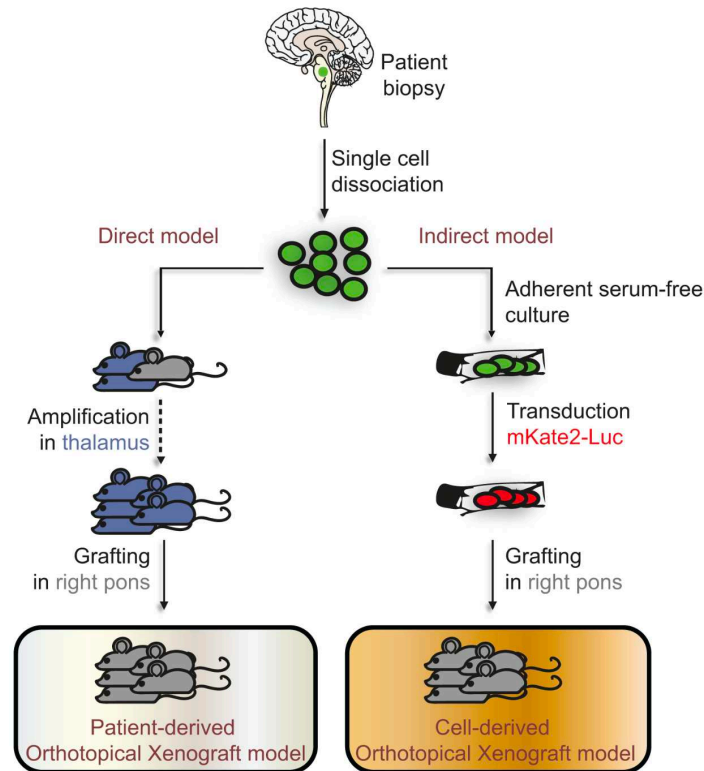 Patient
biopsy
Single cell
dissociation
Direct model
Indirect model
Adherent serum-free
culture
Amplification
in thalamus
Transduction
mKate2-Luc
Grafting
in right pons
Grafting
in right pons
Patient-derived
Orthotopical Xenograft model
Cell-derived
Orthotopical Xenograft model